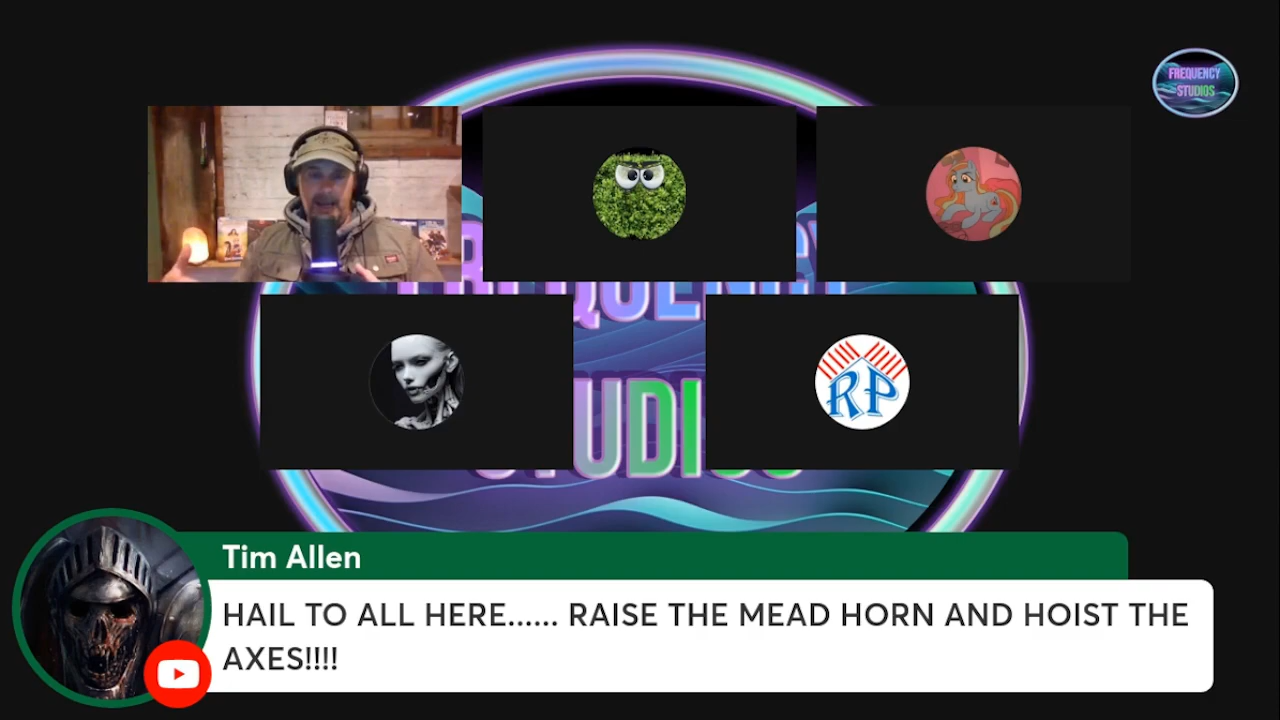 FREQUENCY
STUDIOS
RP
Tim Allen
HAIL TO ALL HERE...... RAISE THE MEAD HORN AND HOIST THE
AXES!!!!